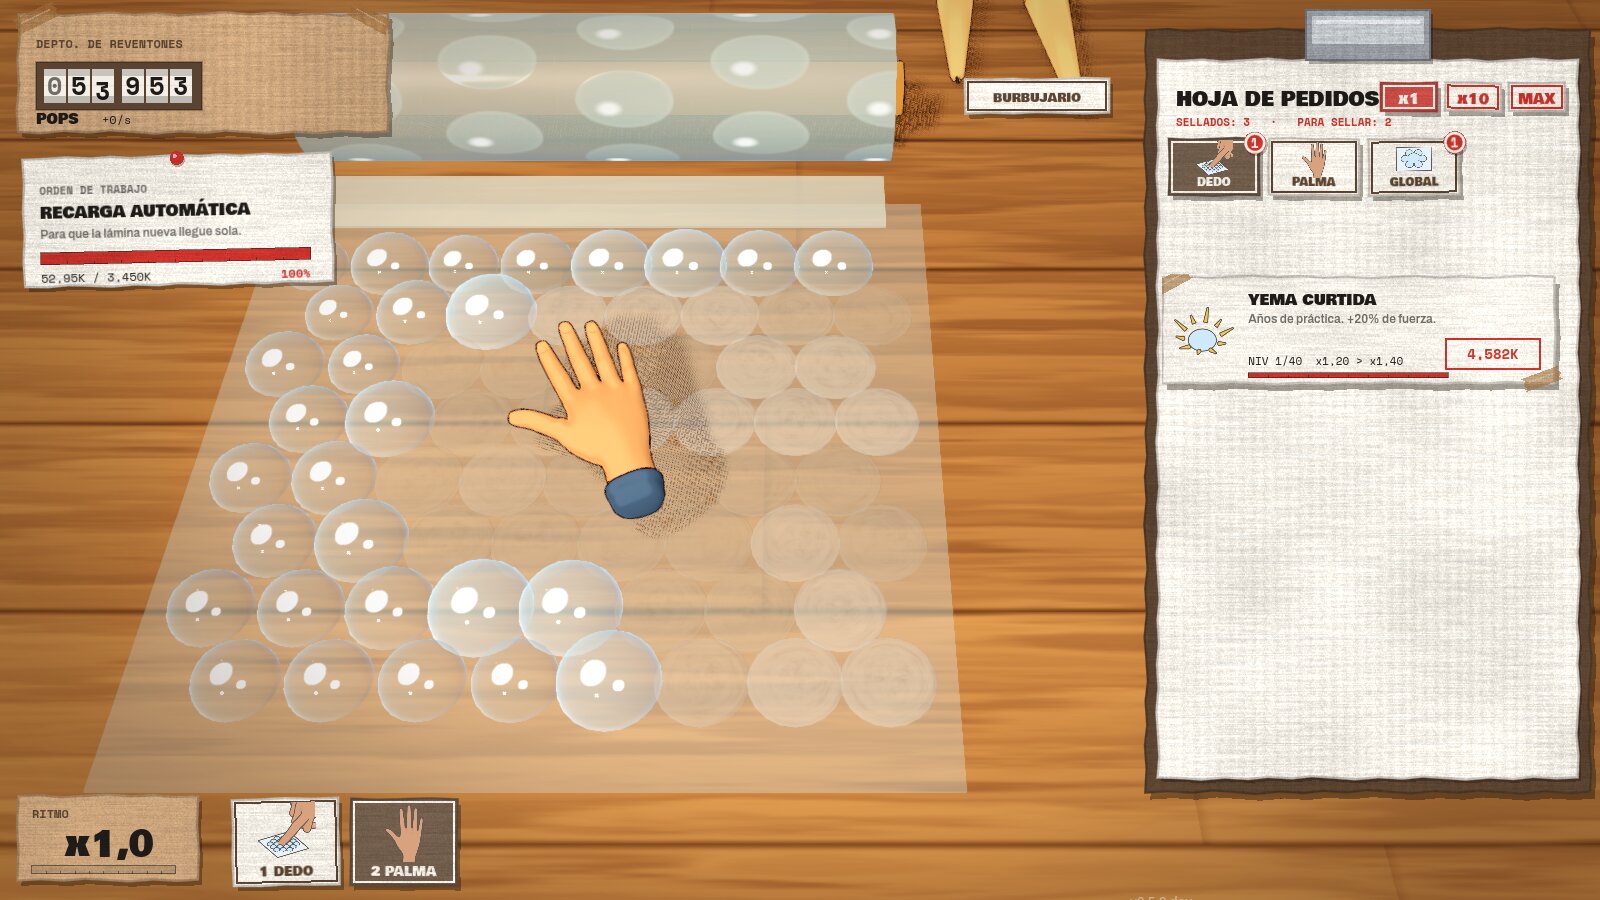 DEPTO. DE REVENTONES
053953
POPS +0/s
ORDEN DE TRABAJO
RECARGA AUTOMÁTICA
Para que la lámina nueva llegue sola.
52,95K / 3,450K 100%
BURBUJARIO
HOJA DE PEDIDOS x1 x10 MAX
SELLADOS: 3 · PARA SELLAR: 2
1 1
DEDO PALMA GLOBAL
YEMA CURTIDA
Años de práctica. +20% de fuerza.
NIV 1/40 x1,20 > x1,40 4,582K
RITMO
x1,0
1 DEDO 2 PALMA